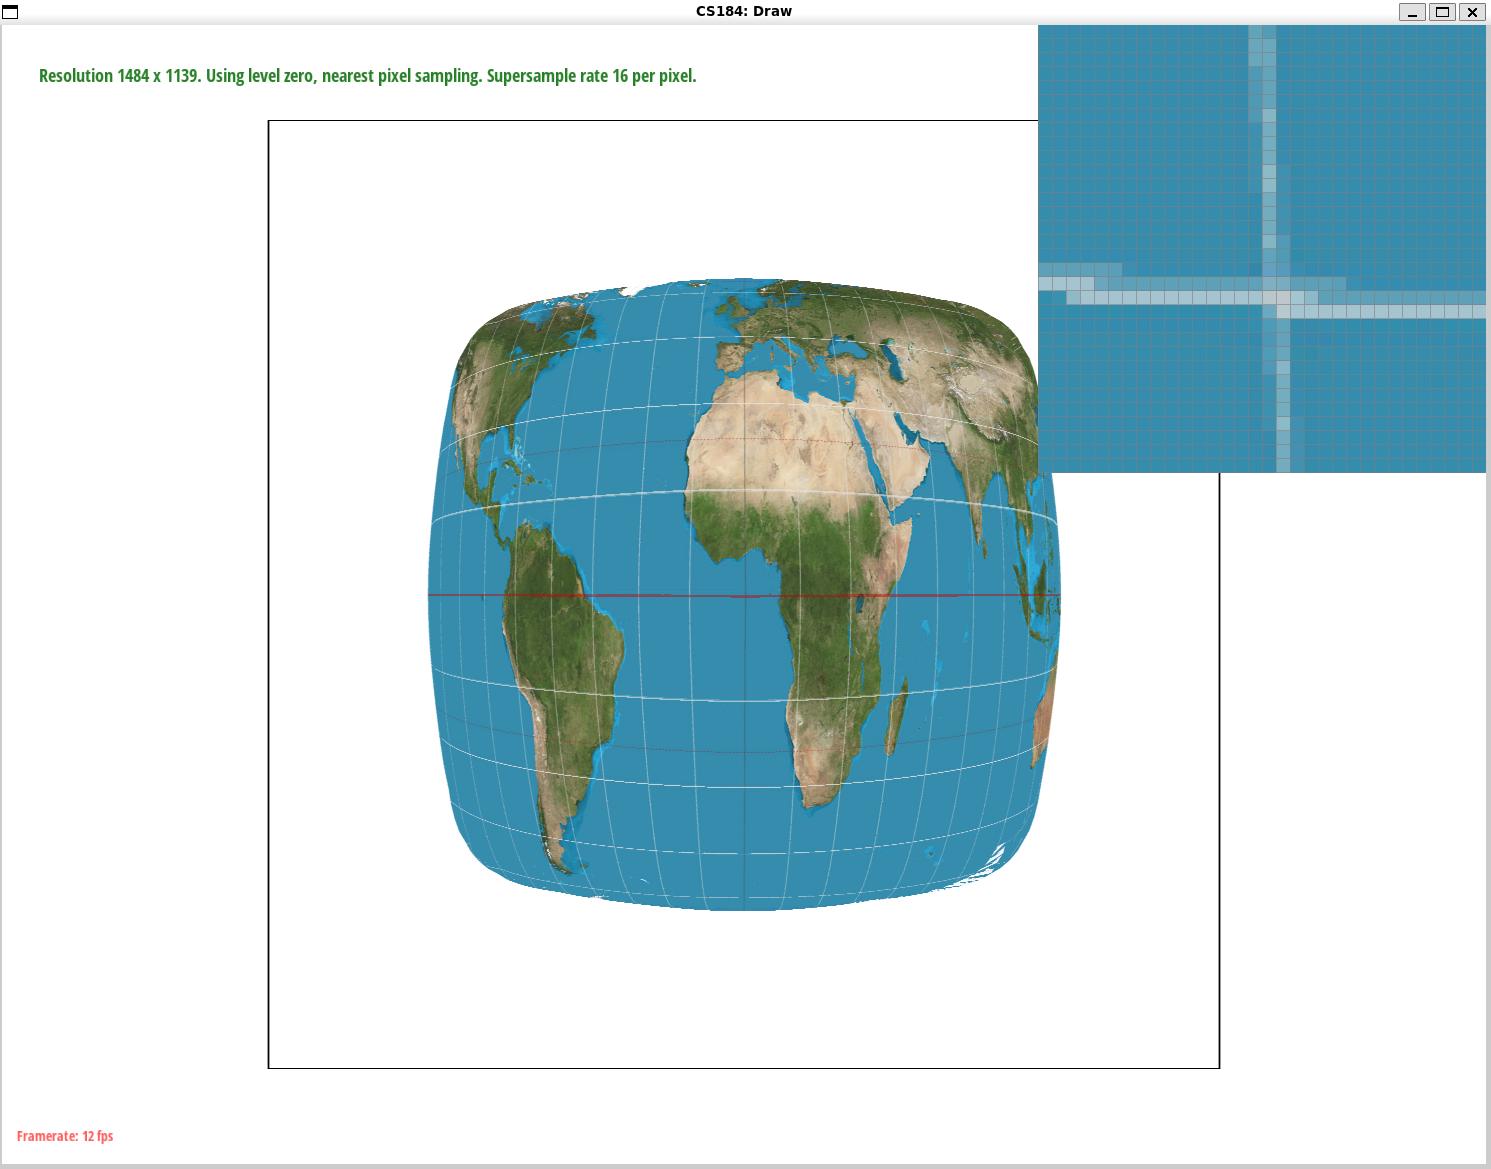 CS184: Draw
Resolution 1484 x 1139. Using level zero, nearest pixel sampling. Supersample rate 16 per pixel.
Framerate: 12 fps